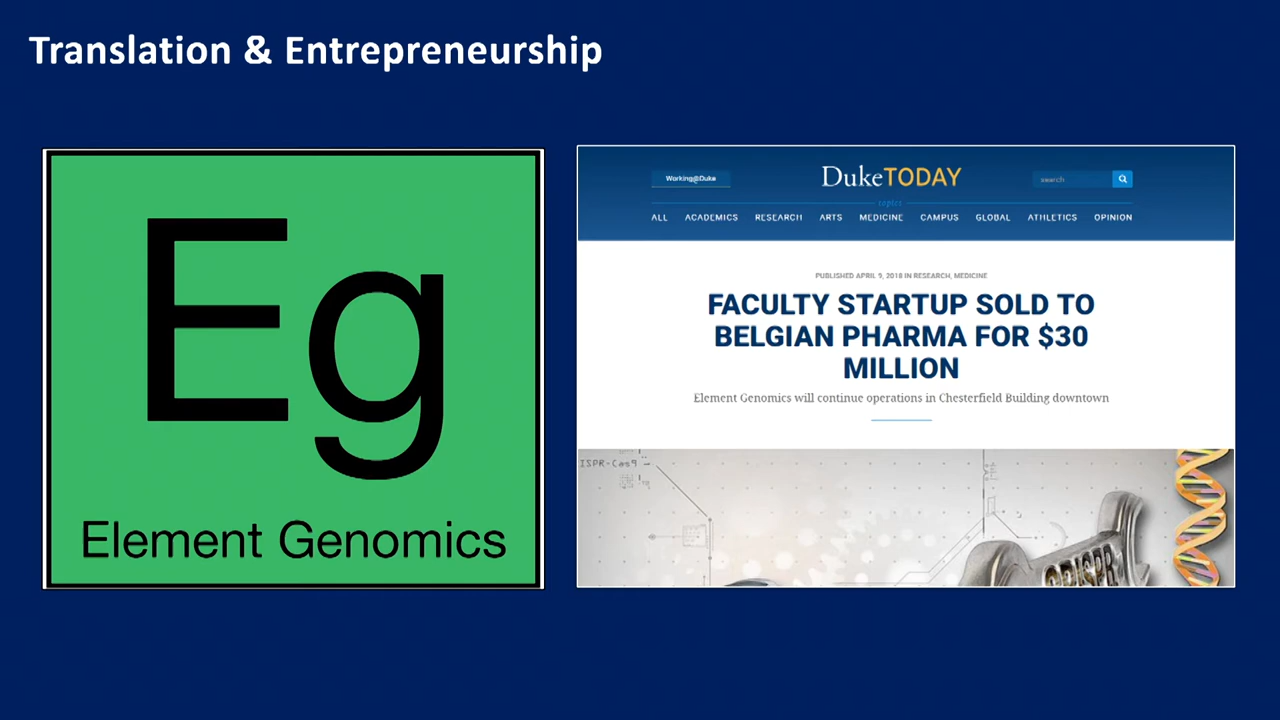 Translation & Entrepreneurship
Eg
Element Genomics
Working@Duke
DukeTODAY
search
topics
ALL ACADEMICS RESEARCH ARTS MEDICINE CAMPUS GLOBAL ATHLETICS OPINION
PUBLISHED APRIL 9, 2018 IN RESEARCH, MEDICINE
FACULTY STARTUP SOLD TO
BELGIAN PHARMA FOR $30
MILLION
Element Genomics will continue operations in Chesterfield Building downtown
ISPR-Cas9
CRISPR